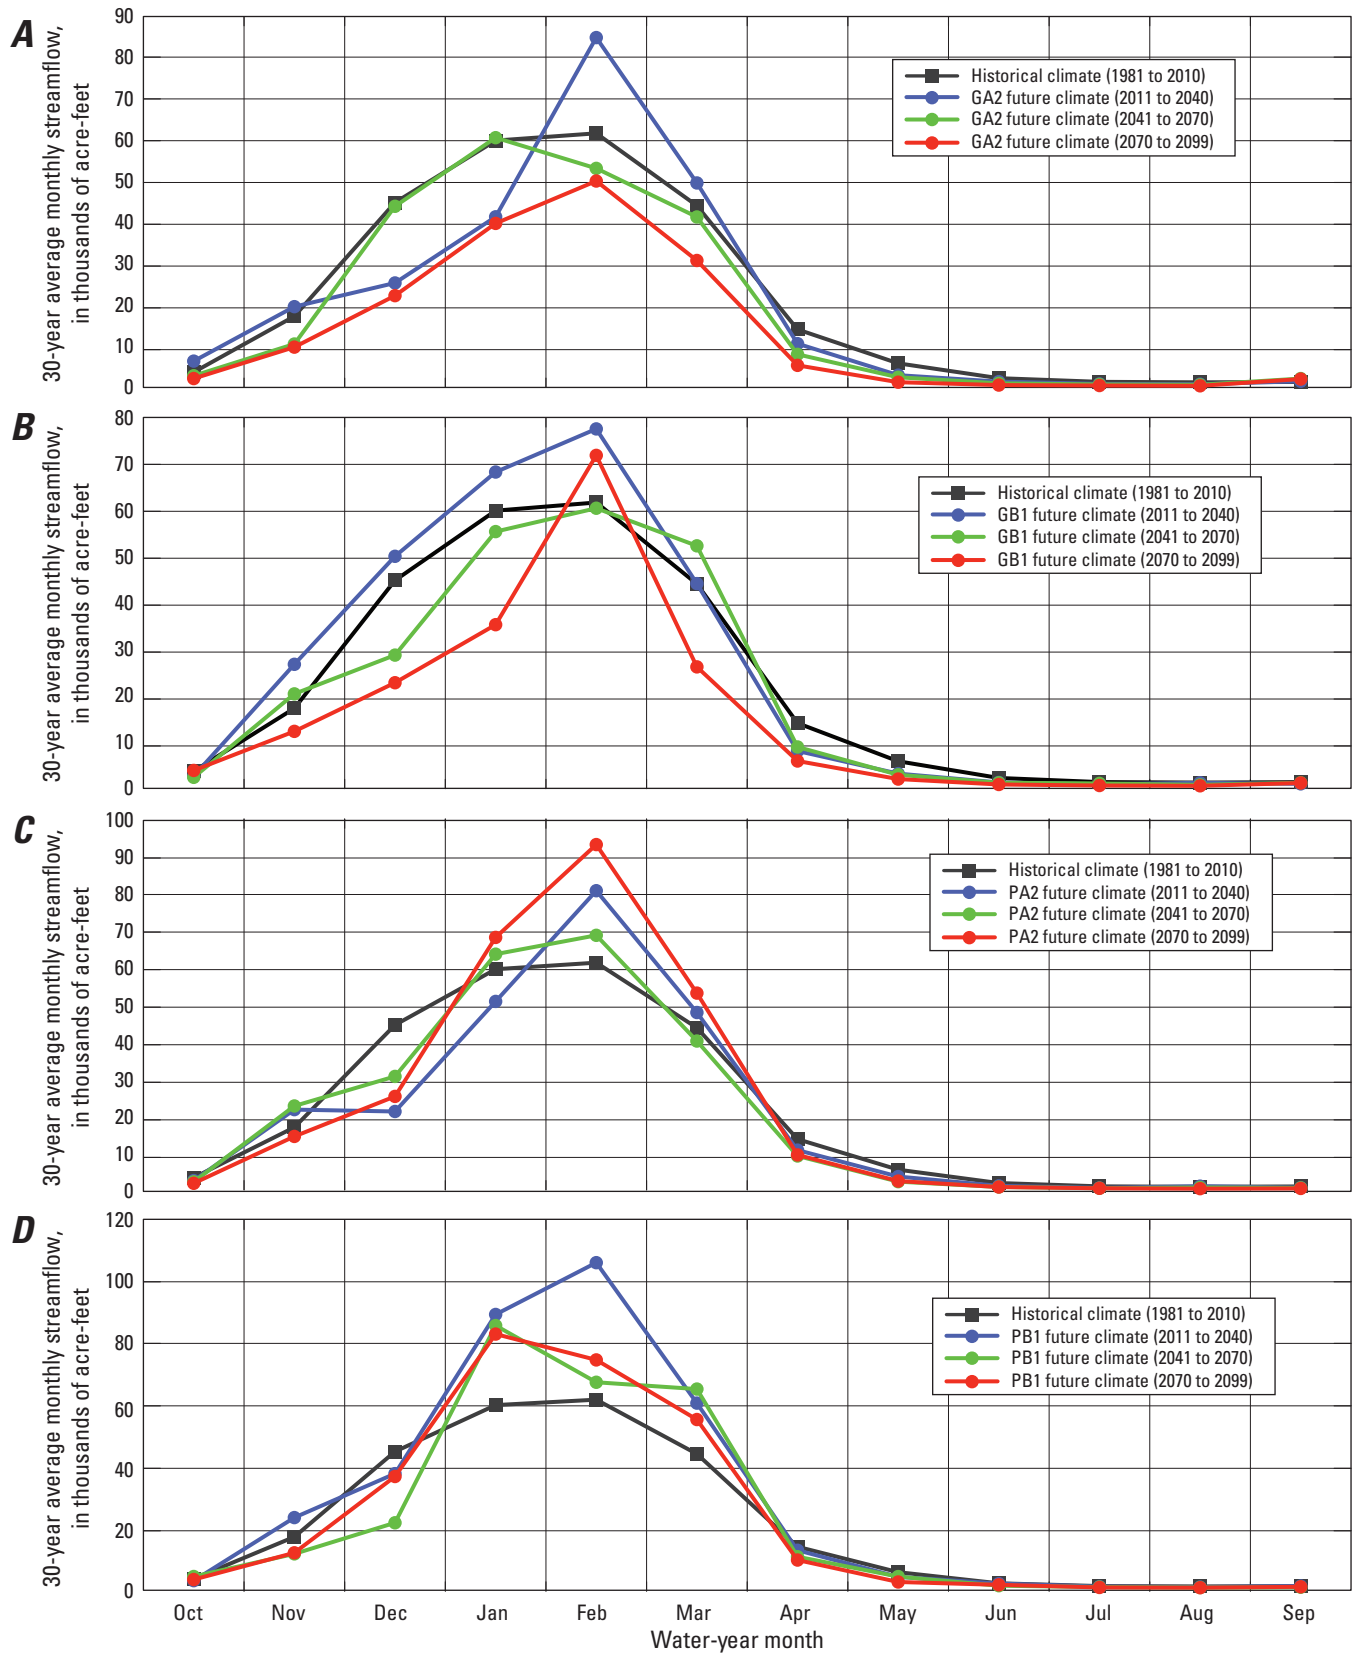 A
30-year average monthly streamflow,
in thousands of acre-feet
90
80
70
60
50
40
30
20
10
0
Historical climate (1981 to 2010)
GA2 future climate (2011 to 2040)
GA2 future climate (2041 to 2070)
GA2 future climate (2070 to 2099)
B
30-year average monthly streamflow,
in thousands of acre-feet
80
70
60
50
40
30
20
10
0
Historical climate (1981 to 2010)
GB1 future climate (2011 to 2040)
GB1 future climate (2041 to 2070)
GB1 future climate (2070 to 2099)
C
30-year average monthly streamflow,
in thousands of acre-feet
100
90
80
70
60
50
40
30
20
10
0
Historical climate (1981 to 2010)
PA2 future climate (2011 to 2040)
PA2 future climate (2041 to 2070)
PA2 future climate (2070 to 2099)
D
30-year average monthly streamflow,
in thousands of acre-feet
120
100
80
60
40
20
0
Historical climate (1981 to 2010)
PB1 future climate (2011 to 2040)
PB1 future climate (2041 to 2070)
PB1 future climate (2070 to 2099)
Oct Nov Dec Jan Feb Mar Apr May Jun Jul Aug Sep
Water-year month